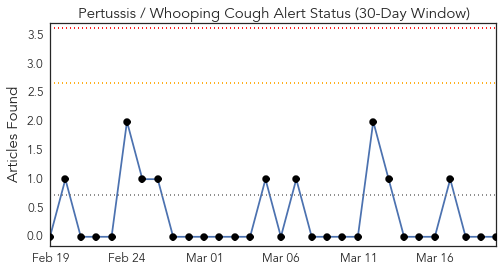 Pertussis / Whooping Cough Alert Status (30-Day Window)
Articles Found
3.5
3.0
2.5
2.0
1.5
1.0
0.5
0.0
Feb 19 Feb 24 Mar 01 Mar 06 Mar 11 Mar 16